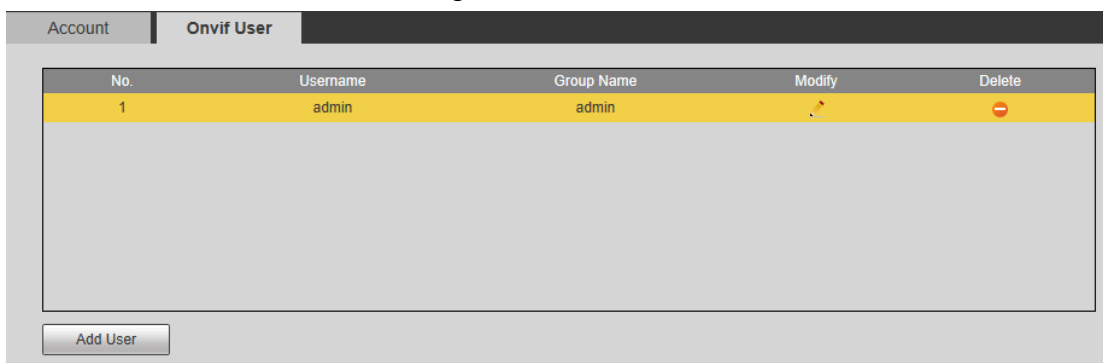 Account Onvif User
No. Username Group Name Modify Delete
1 admin admin
Add User